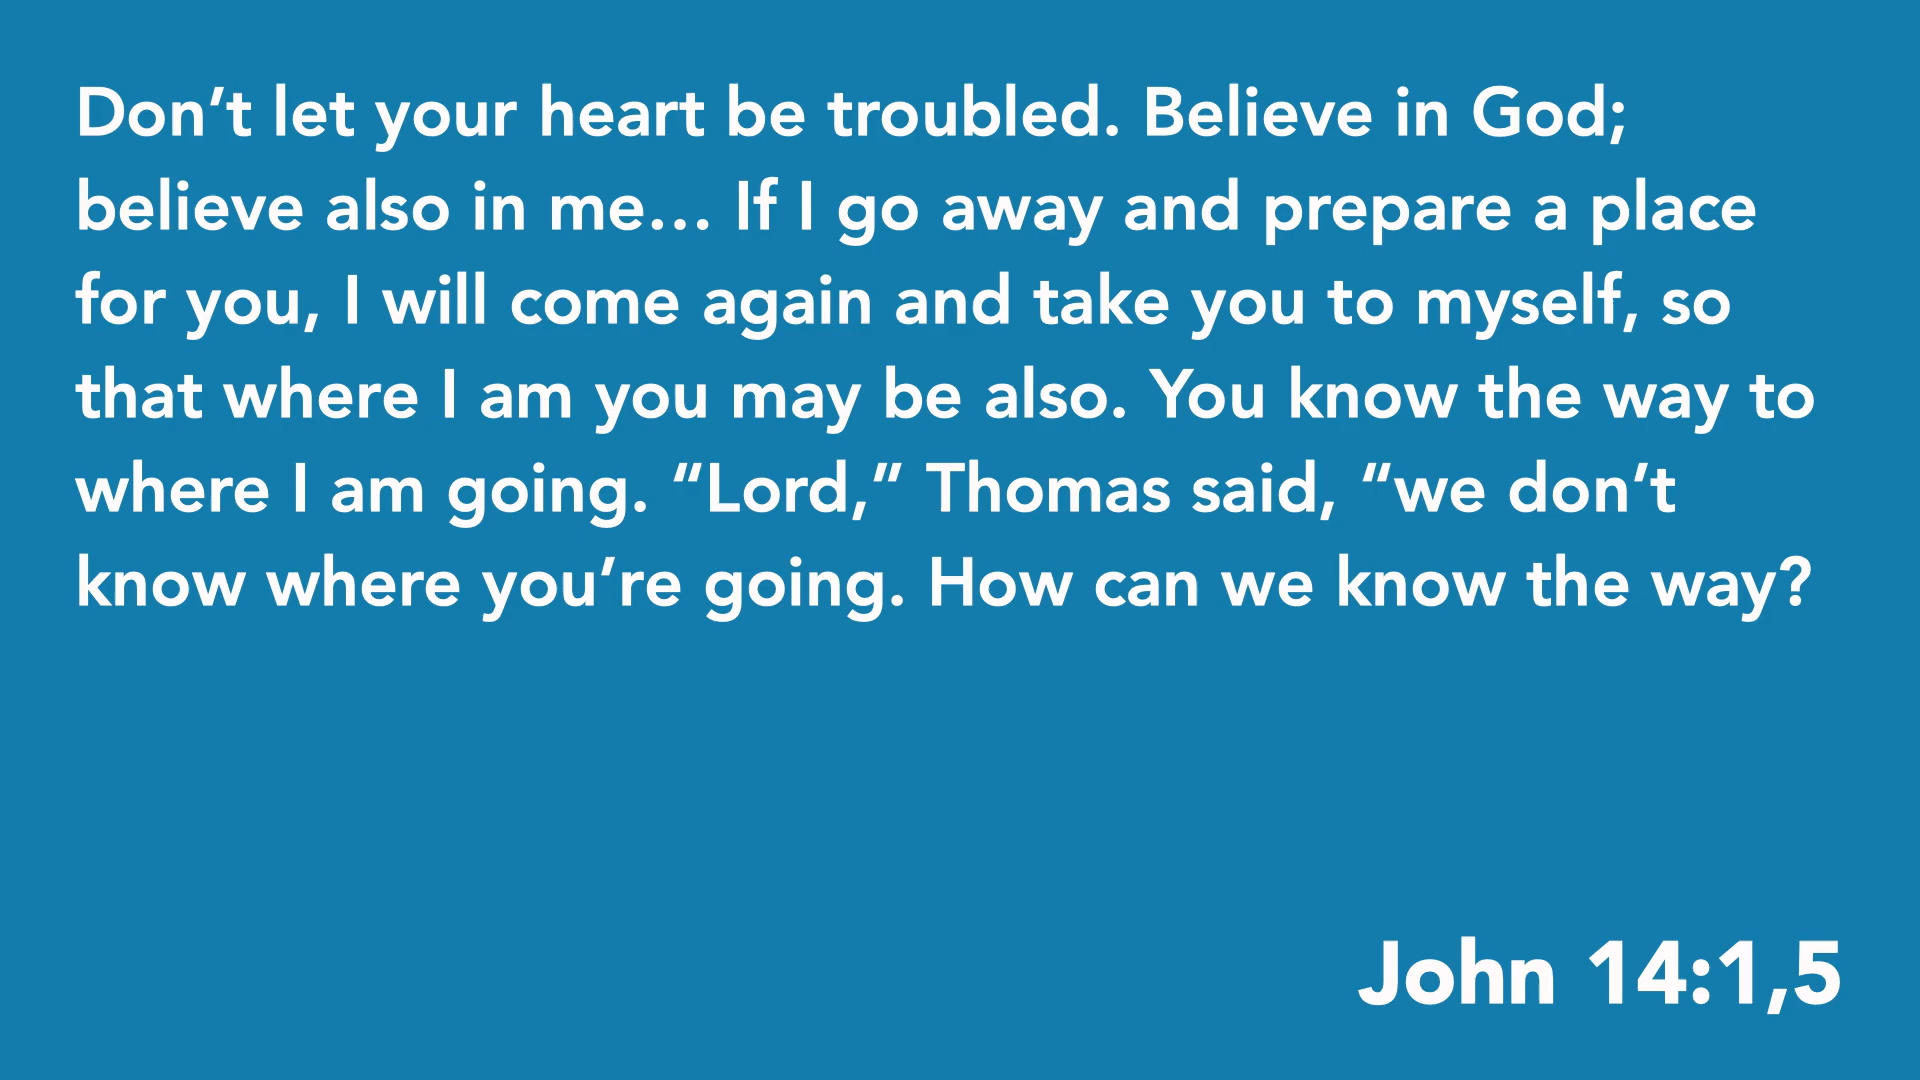 Don’t let your heart be troubled. Believe in God;
believe also in me… If I go away and prepare a place
for you, I will come again and take you to myself, so
that where I am you may be also. You know the way to
where I am going. “Lord,” Thomas said, “we don’t
know where you’re going. How can we know the way?
John 14:1,5